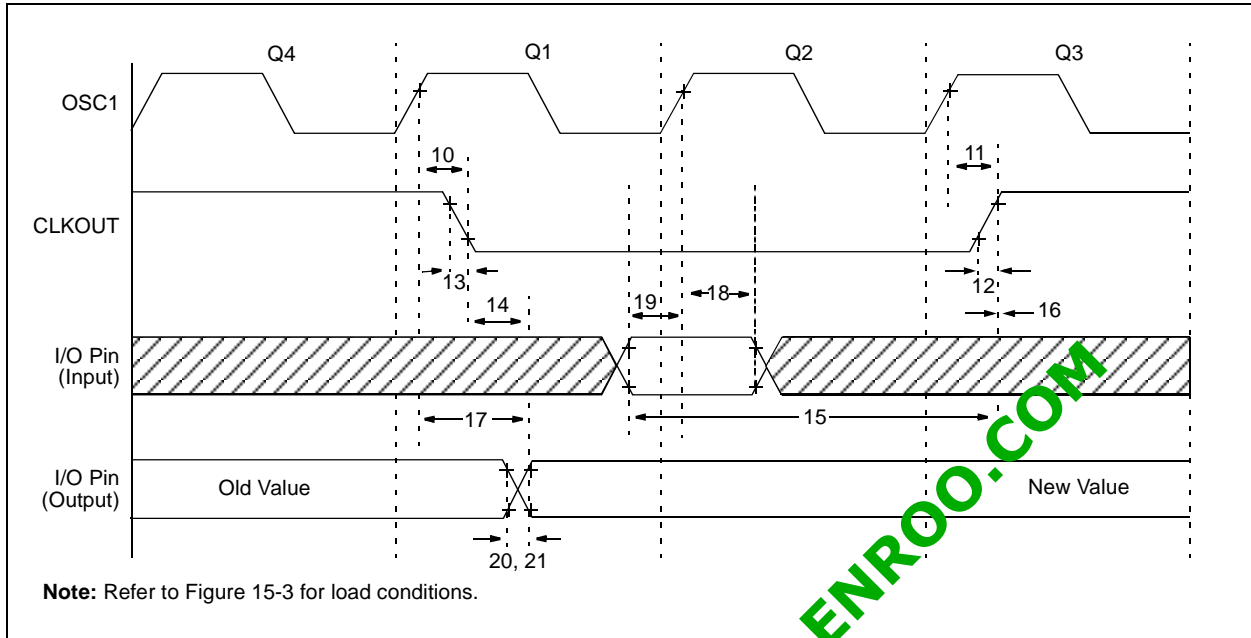 Q4 Q1 Q2 Q3
OSC1
10 11
CLKOUT
13 12
19 18
14 16
I/O Pin
(Input)
17 15
I/O Pin
(Output)
Old Value New Value
20, 21
Note: Refer to Figure 15-3 for load conditions.
ENROO.COM